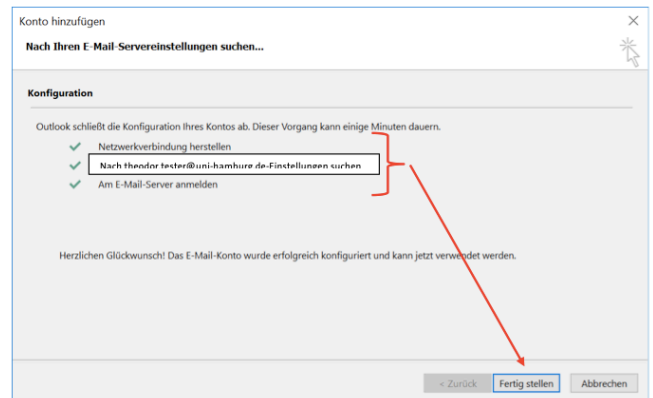 Konto hinzufügen
Nach Ihren E-Mail-Servereinstellungen suchen...
Konfiguration
Outlook schließt die Konfiguration Ihres Kontos ab. Dieser Vorgang kann einige Minuten dauern.
Netzwerkverbindung herstellen
Nach theodor.tester@uni-hamburg.de-Einstellungen suchen
Am E-Mail-Server anmelden
Herzlichen Glückwunsch! Das E-Mail-Konto wurde erfolgreich konfiguriert und kann jetzt verwendet werden.
< Zurück Fertig stellen Abbrechen